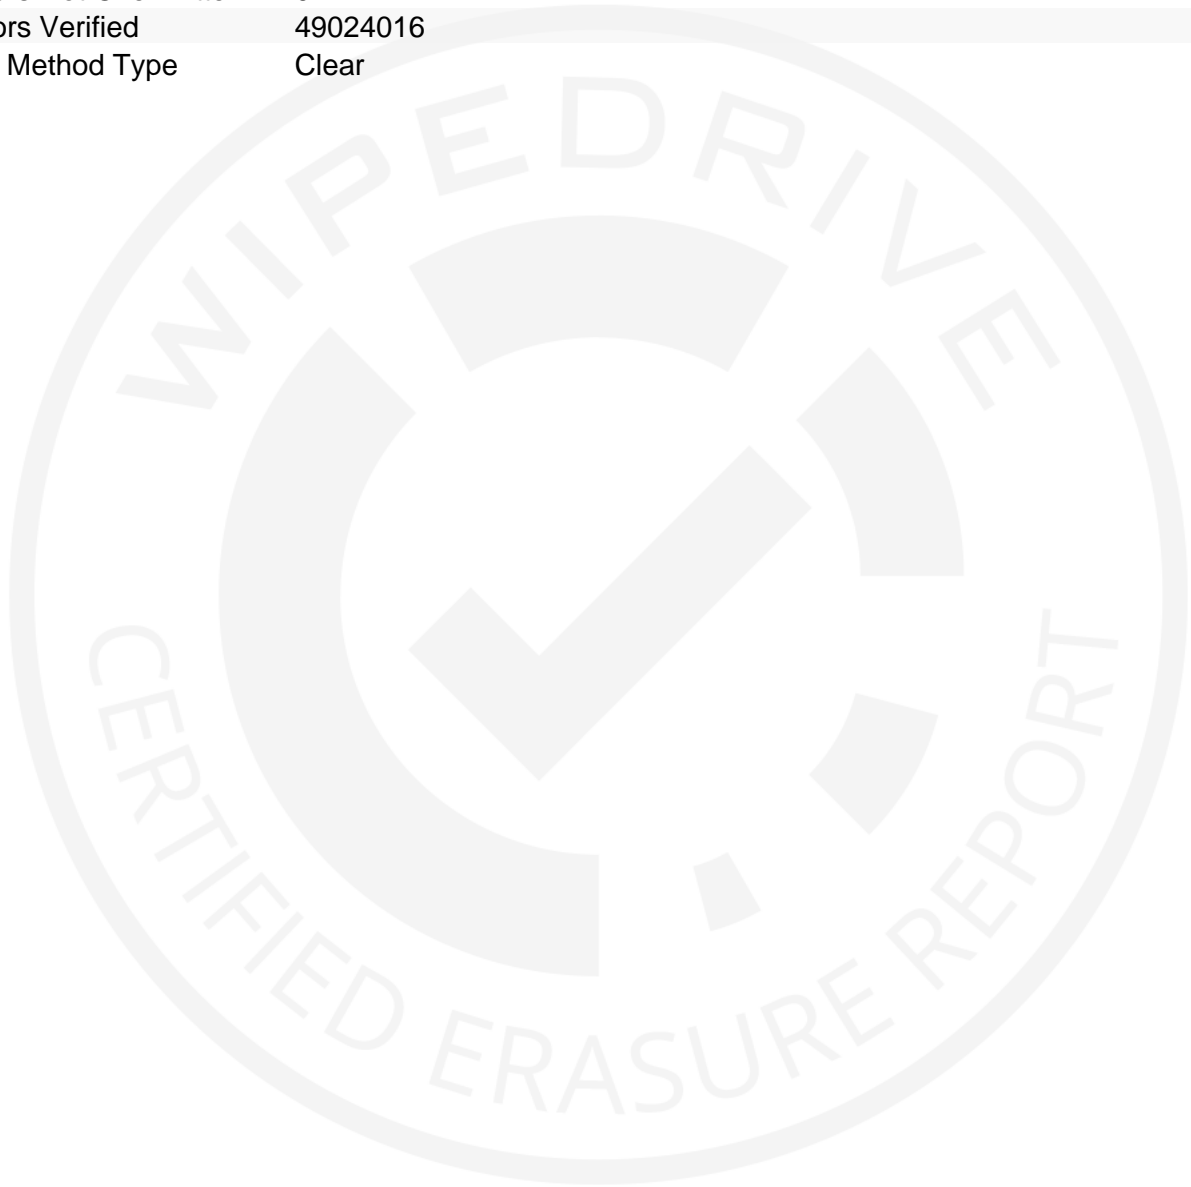 ors Verified 49024016
Method Type Clear
WIPEDRIVE
CERTIFIED ERASURE REPORT